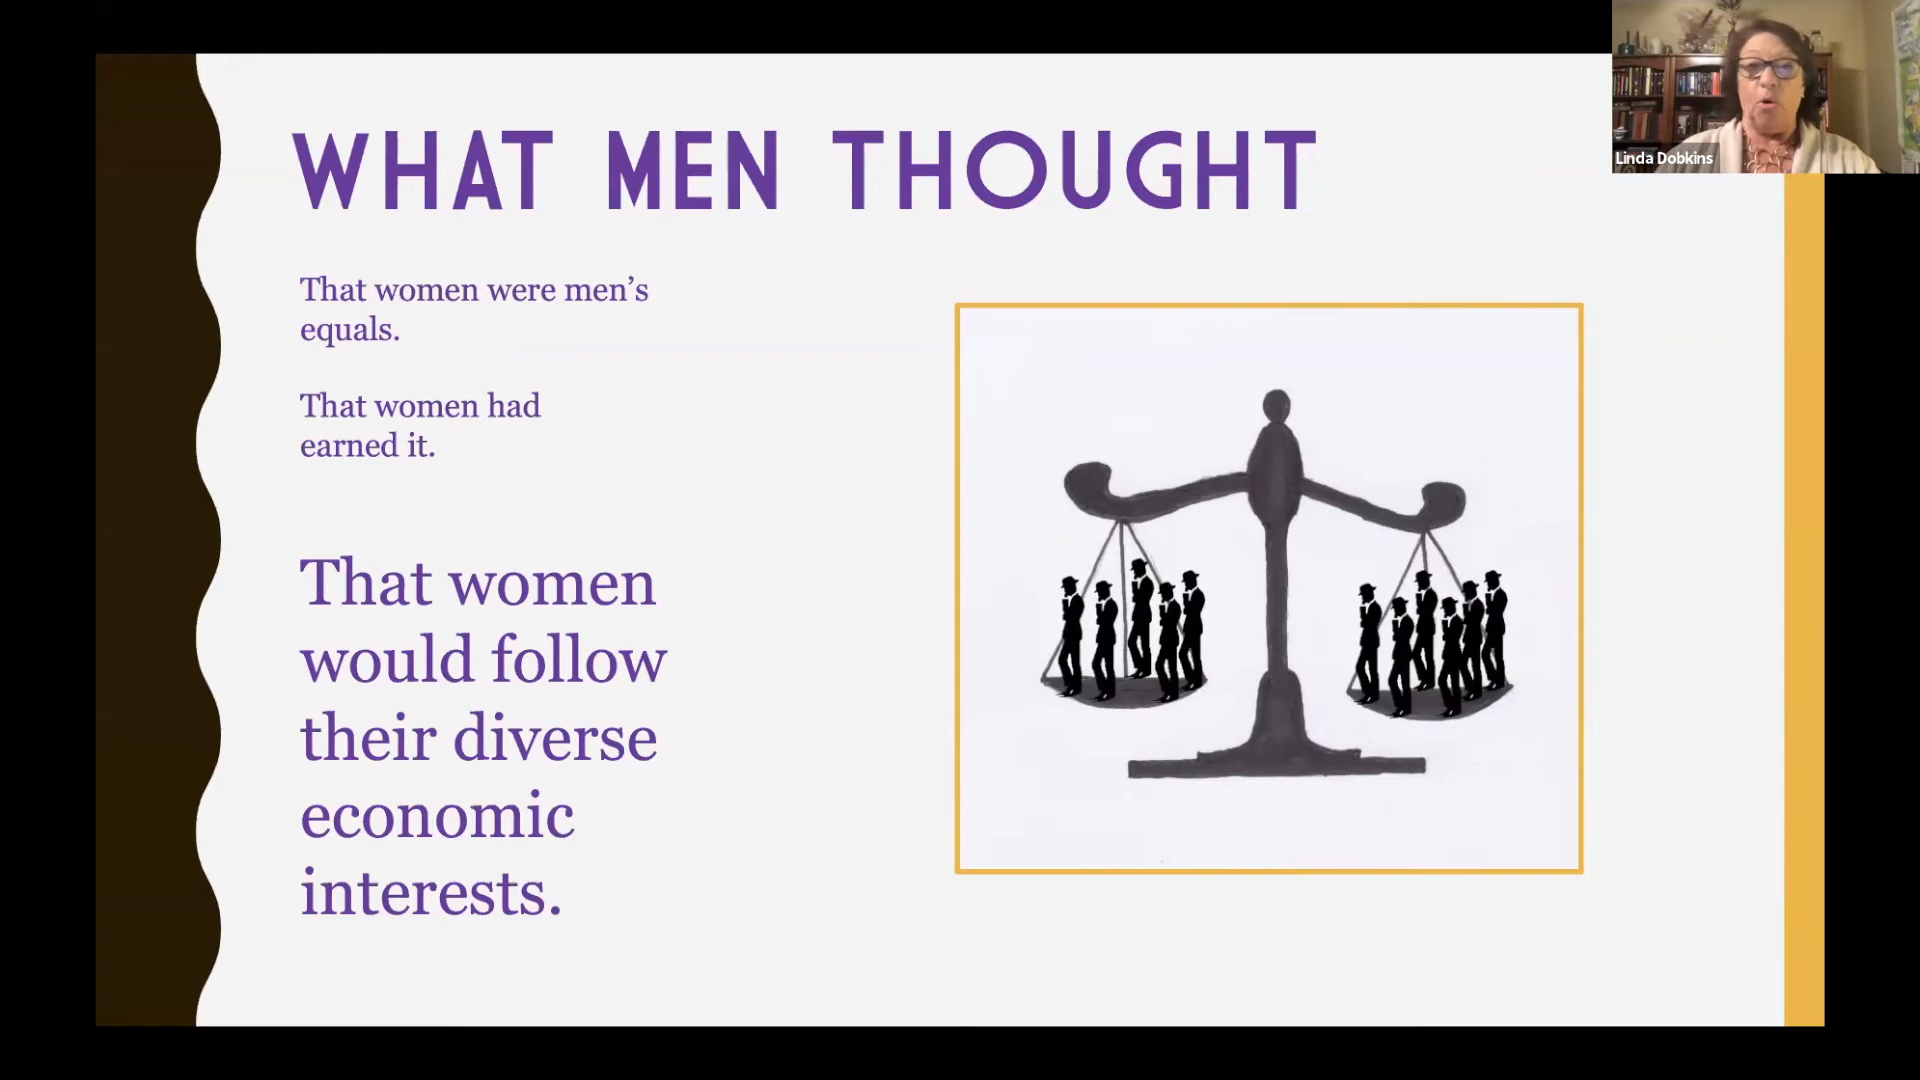 WHAT MEN THOUGHT
That women were men’s
equals.
That women had
earned it.
That women
would follow
their diverse
economic
interests.
Linda Dobkins